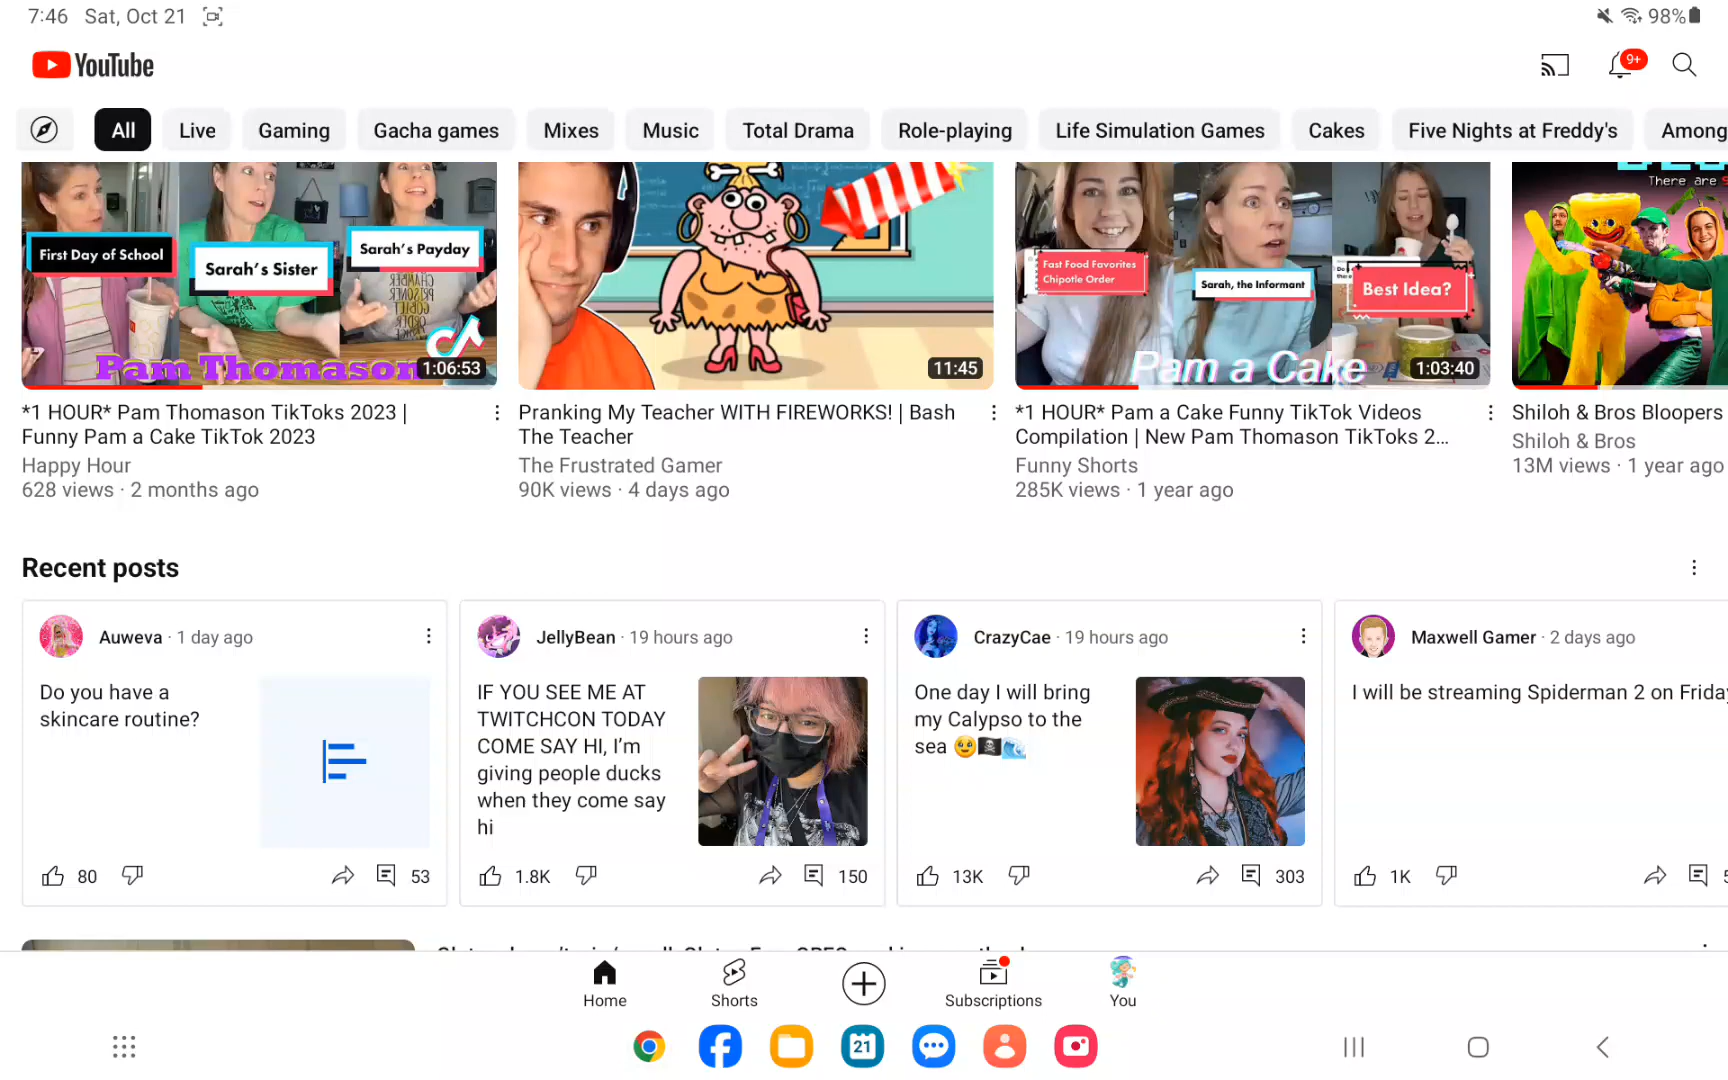 7:46 Sat, Oct 21 98%
YouTube 9+
All Live Gaming Gacha games Mixes Music Total Drama Role-playing Life Simulation Games Cakes Five Nights at Freddy's Among
There are
First Day of School
Sarah's Sister
Sarah's Payday
Pam Thomason
1:06:53
11:45
Fast Food Favorites
Chipotle Order
Sarah, the Informant
Best Idea?
Pam a Cake
1:03:40
*1 HOUR* Pam Thomason TikToks 2023 |
Funny Pam a Cake TikTok 2023
Happy Hour
628 views · 2 months ago
Pranking My Teacher WITH FIREWORKS! | Bash
The Teacher
The Frustrated Gamer
90K views · 4 days ago
*1 HOUR* Pam a Cake Funny TikTok Videos
Compilation | New Pam Thomason TikToks 2...
Funny Shorts
285K views · 1 year ago
Shiloh & Bros Bloopers
Shiloh & Bros
13M views · 1 year ago
Recent posts
Auweva · 1 day ago
Do you have a
skincare routine?
80 53
JellyBean · 19 hours ago
IF YOU SEE ME AT
TWITCHCON TODAY
COME SAY HI, I'm
giving people ducks
when they come say
hi
1.8K 150
CrazyCae · 19 hours ago
One day I will bring
my Calypso to the
sea 🥹🏴‍☠️🌊
13K 303
Maxwell Gamer · 2 days ago
I will be streaming Spiderman 2 on Friday
1K 5
Home Shorts Subscriptions You
21